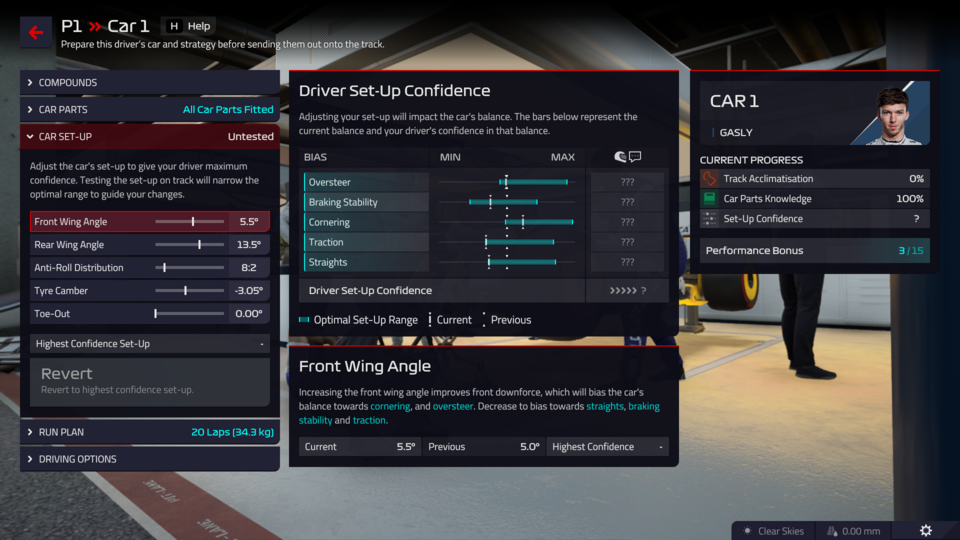 P1 Car 1 H Help
Prepare this driver's car and strategy before sending them out onto the track.
COMPOUNDS
CAR PARTS All Car Parts Fitted
CAR SET-UP Untested
Adjust the car's set-up to give your driver maximum
confidence. Testing the set-up on track will narrow the
optimal range to guide your changes.
Front Wing Angle 5.5°
Rear Wing Angle 13.5°
Anti-Roll Distribution 8:2
Tyre Camber -3.05°
Toe-Out 0.00°
Highest Confidence Set-Up -
Revert
Revert to highest confidence set-up.
RUN PLAN 20 Laps (34.3 kg)
DRIVING OPTIONS
Driver Set-Up Confidence
Adjusting your set-up will impact the car's balance. The bars below represent the
current balance and your driver's confidence in that balance.
BIAS MIN MAX
Oversteer ???
Braking Stability ???
Cornering ???
Traction ???
Straights ???
Driver Set-Up Confidence >>>>> ?
Optimal Set-Up Range Current Previous
Front Wing Angle
Increasing the front wing angle improves front downforce, which will bias the car's
balance towards cornering, and oversteer. Decrease to bias towards straights, braking
stability and traction.
Current 5.5° Previous 5.0° Highest Confidence -
CAR 1
GASLY
CURRENT PROGRESS
Track Acclimatisation 0%
Car Parts Knowledge 100%
Set-Up Confidence ?
Performance Bonus 3 / 15
PIT-LANE
Clear Skies 0.00 mm